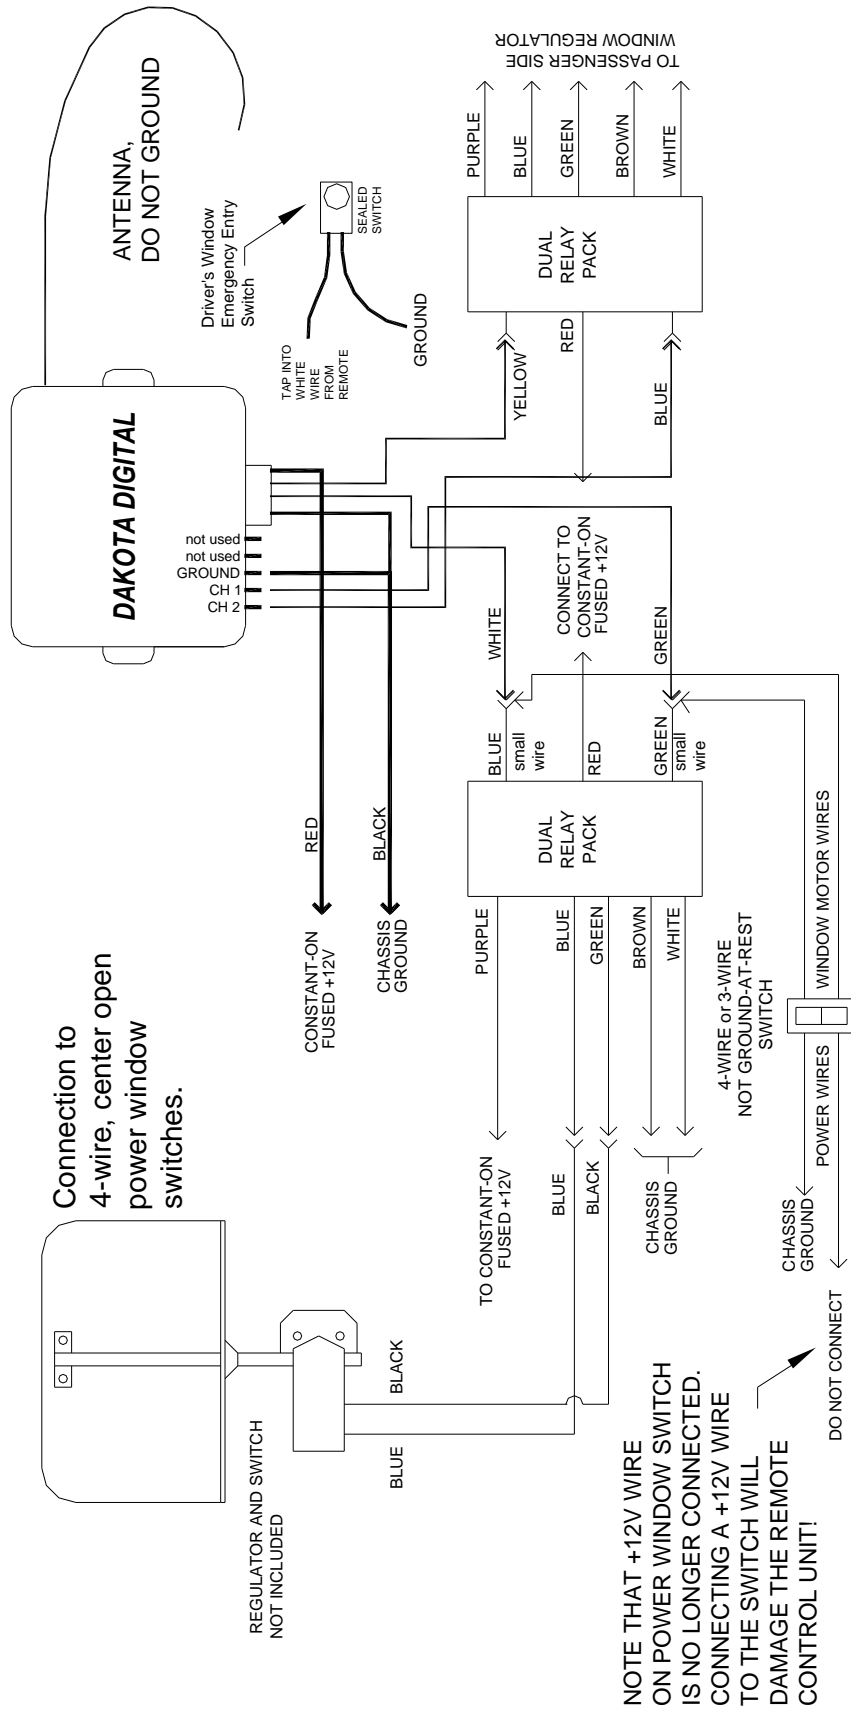 Connection to
4-wire, center open
power window
switches.
REGULATOR AND SWITCH
NOT INCLUDED
BLUE
BLACK
CONSTANT-ON
FUSED +12V
RED
CHASSIS
GROUND
BLACK
DAKOTA DIGITAL
not used
not used
GROUND
CH 1
CH 2
ANTENNA,
DO NOT GROUND
Driver's Window
Emergency Entry
Switch
TAP INTO
WHITE
WIRE
FROM
REMOTE
SEALED
SWITCH
GROUND
TO CONSTANT-ON
FUSED +12V
PURPLE
BLUE
BLUE
BLACK
GREEN
CHASSIS
GROUND
BROWN
WHITE
DUAL
RELAY
PACK
BLUE
small
wire
RED
GREEN
small
wire
WHITE
CONNECT TO
CONSTANT-ON
FUSED +12V
GREEN
YELLOW
RED
BLUE
DUAL
RELAY
PACK
PURPLE
BLUE
GREEN
BROWN
WHITE
TO PASSENGER SIDE
WINDOW REGULATOR
4-WIRE or 3-WIRE
NOT GROUND-AT-REST
SWITCH
CHASSIS
GROUND
POWER WIRES
WINDOW MOTOR WIRES
DO NOT CONNECT
NOTE THAT +12V WIRE
ON POWER WINDOW SWITCH
IS NO LONGER CONNECTED.
CONNECTING A +12V WIRE
TO THE SWITCH WILL
DAMAGE THE REMOTE
CONTROL UNIT!